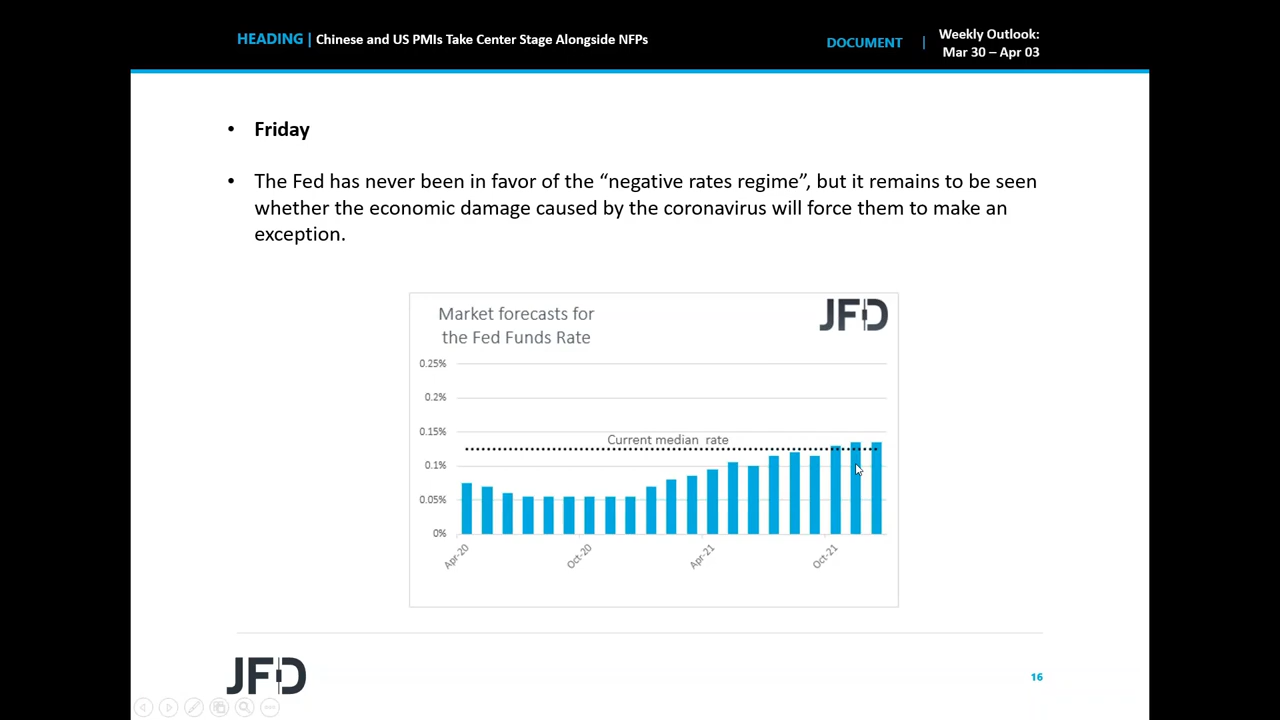 HEADING | Chinese and US PMIs Take Center Stage Alongside NFPs
DOCUMENT | Weekly Outlook:
Mar 30 – Apr 03
• Friday
• The Fed has never been in favor of the “negative rates regime”, but it remains to be seen
whether the economic damage caused by the coronavirus will force them to make an
exception.
Market forecasts for
the Fed Funds Rate
JFD
0.25%
0.2%
0.15%
Current median rate
0.1%
0.05%
0%
Apr-20 Oct-20 Apr-21 Oct-21
JFD
16